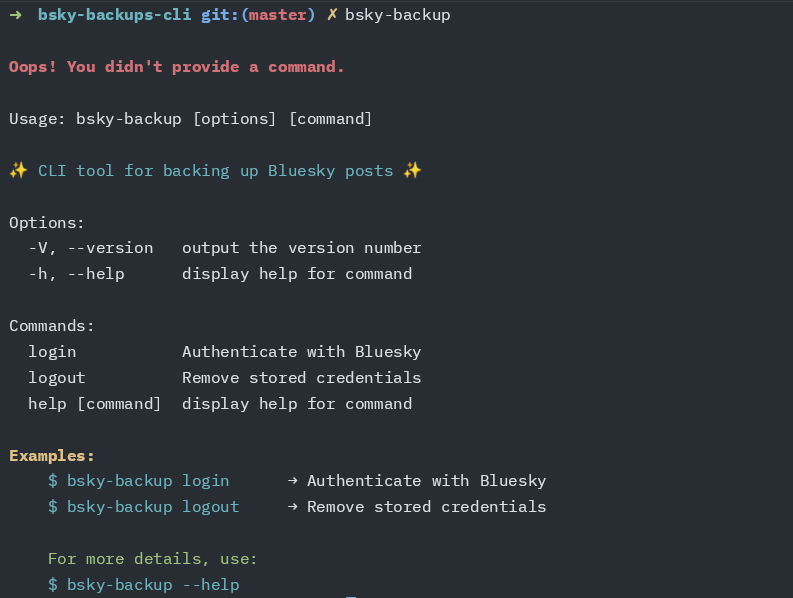 → bsky-backups-cli git:(master) ✗ bsky-backup
Oops! You didn't provide a command.
Usage: bsky-backup [options] [command]
✨ CLI tool for backing up Bluesky posts ✨
Options:
  -V, --version   output the version number
  -h, --help      display help for command
Commands:
  login           Authenticate with Bluesky
  logout          Remove stored credentials
  help [command]  display help for command
Examples:
    $ bsky-backup login      → Authenticate with Bluesky
    $ bsky-backup logout     → Remove stored credentials
    For more details, use:
    $ bsky-backup --help